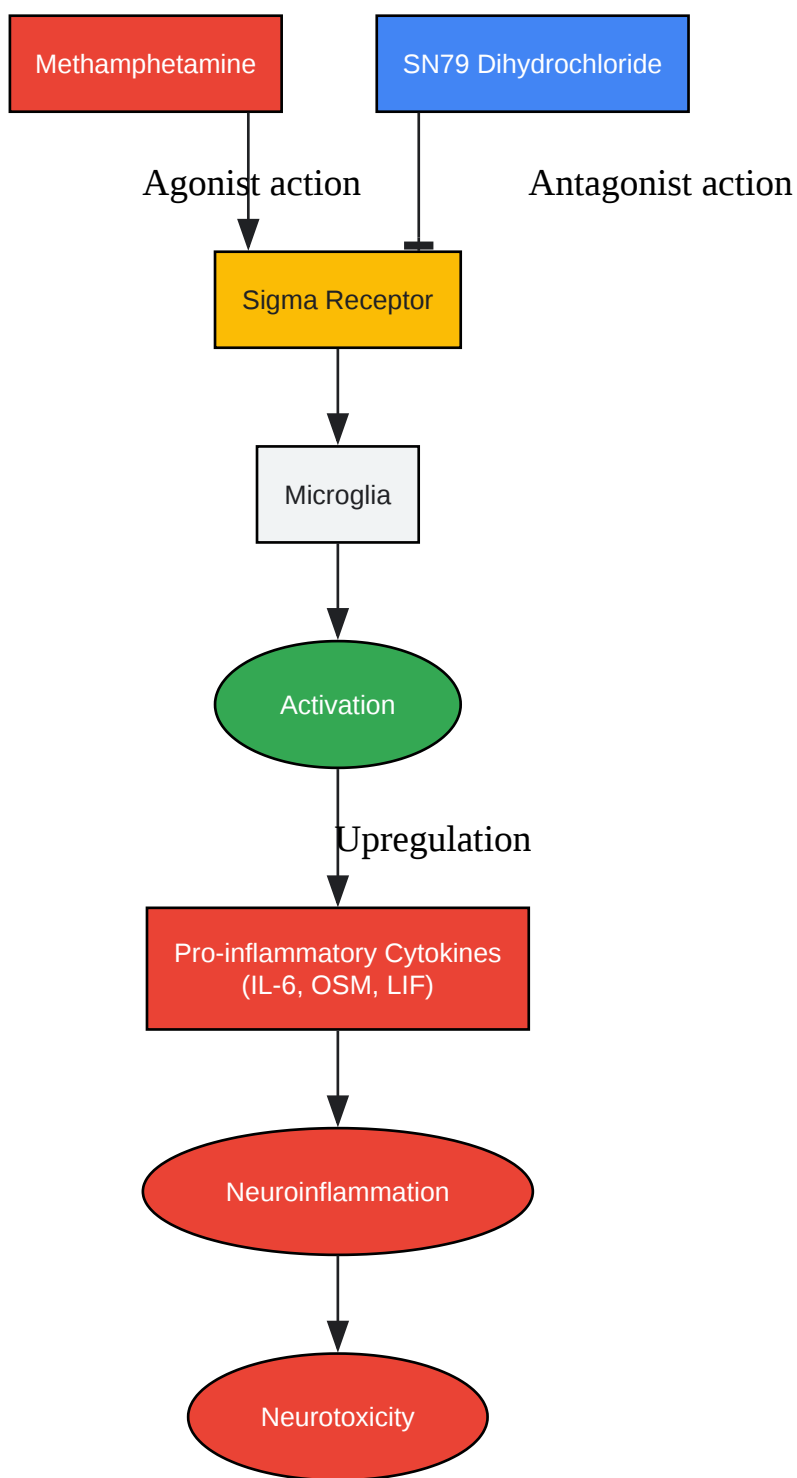 Methamphetamine
SN79 Dihydrochloride
Agonist action
Antagonist action
Sigma Receptor
Microglia
Activation
Upregulation
Pro-inflammatory Cytokines
(IL-6, OSM, LIF)
Neuroinflammation
Neurotoxicity